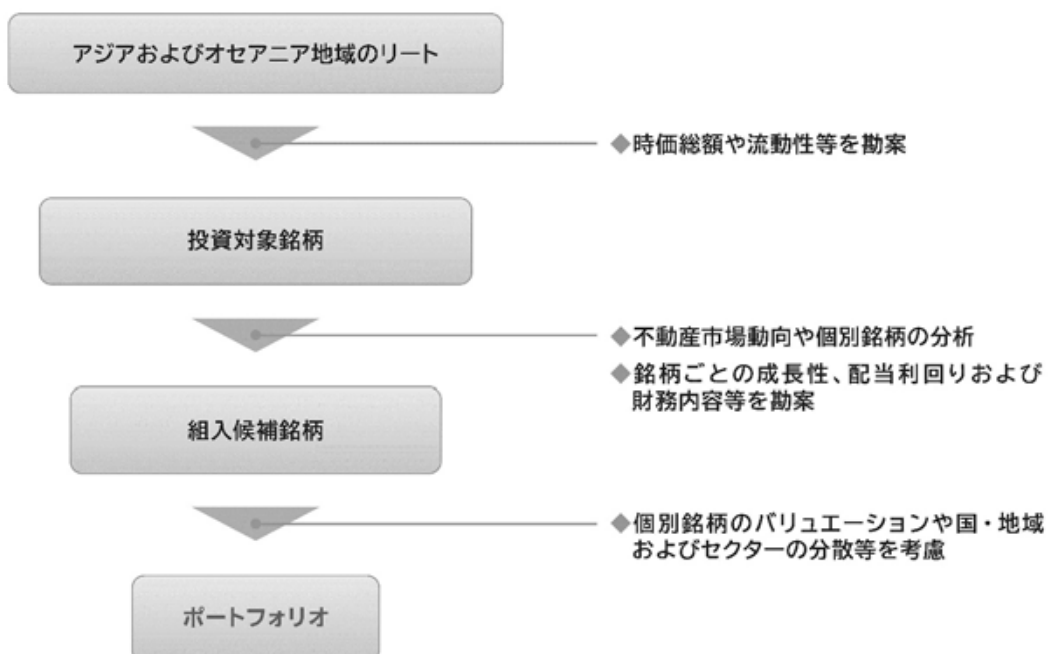 アジアおよびオセアニア地域のリート
◆時価総額や流動性等を勘案
投資対象銘柄
◆不動産市場動向や個別銘柄の分析
◆銘柄ごとの成長性、配当利回りおよび
財務内容等を勘案
組入候補銘柄
◆個別銘柄のバリュエーションや国・地域
およびセクターの分散等を考慮
ポートフォリオ